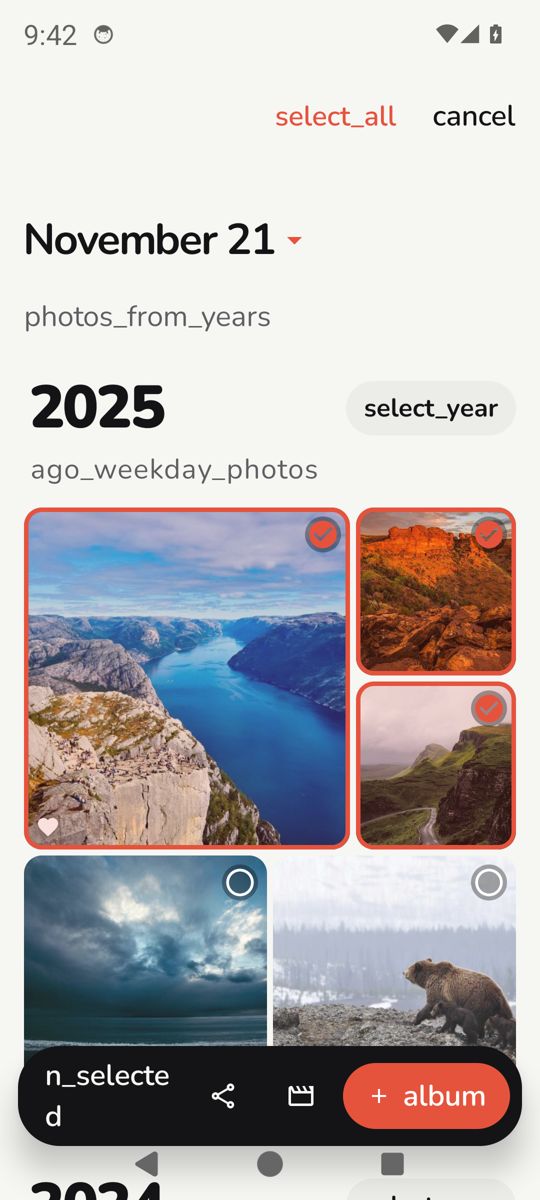 9:42
select_all cancel
November 21
photos_from_years
2025 select_year
ago_weekday_photos
n_selecte
d
+ album